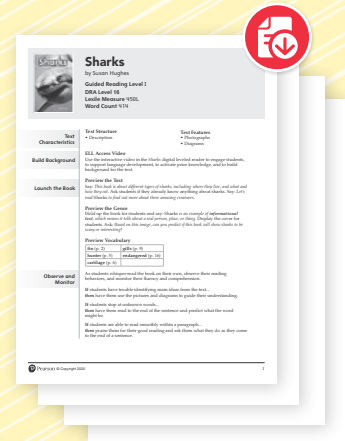 Sharks
Sharks
by Susan Hughes
Guided Reading Level I
DRA Level 16
Lexile Measure 450L
Word Count 414
Text
Characteristics
Text Structure
• Description
Text Features
• Photographs
• Diagrams
ELL Access Video
Build Background
Use the interactive video in the Sharks digital leveled reader to engage students,
to support language development, to activate prior knowledge, and to build
background for the text.
Launch the Book
Preview the Text
Say: This book is about different types of sharks, including where they live, and what and
how they eat. Ask students if they already know anything about sharks. Say: Let's
read Sharks to find out more about these amazing creatures.
Preview the Genre
Hold up the book for students and say: Sharks is an example of informational
text, which means it tells about a real person, place, or thing. Display the cover for
students. Ask: Based on this image, can you predict if this book will show sharks to be
scary or interesting?
Preview Vocabulary
fin (p. 2)
gills (p. 9)
hunter (p. 5)
endangered (p. 16)
cartilage (p. 6)
Observe and
Monitor
As students whisper-read the book on their own, observe their reading
behaviors, and monitor their fluency and comprehension.
If students have trouble identifying main ideas from the text...
then have them use the pictures and diagrams to guide their understanding.
If students stop at unknown words...
then have them read to the end of the sentence and predict what the word
might be.
If students are able to read smoothly within a paragraph...
then praise them for their good reading and ask them what they do as they come
to the end of a sentence.
Pearson © Copyright 2020
1